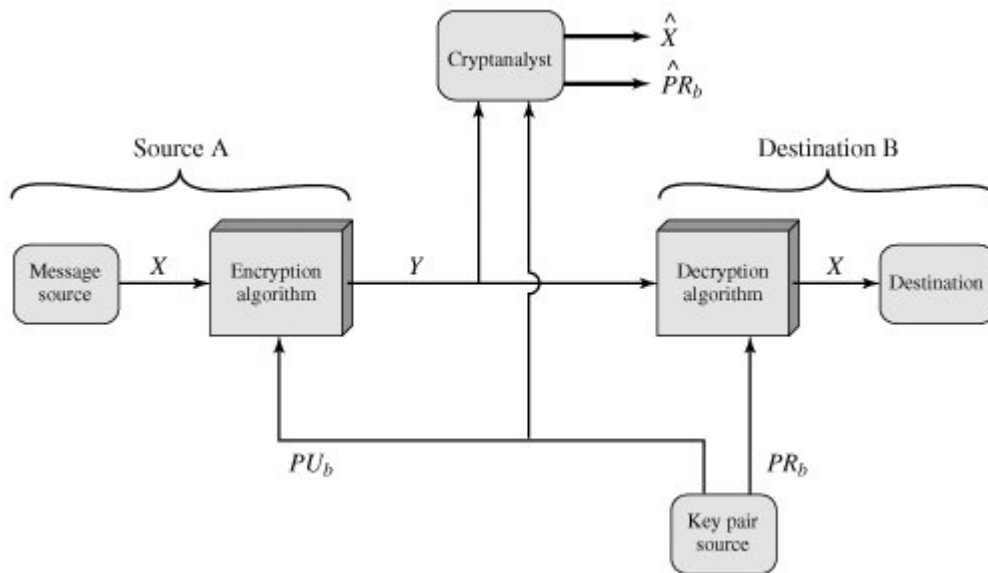 Cryptanalyst
X̂
P̂R_b
Source A
Destination B
Message
source
X
Encryption
algorithm
Y
Decryption
algorithm
X
Destination
PU_b
PR_b
Key pair
source